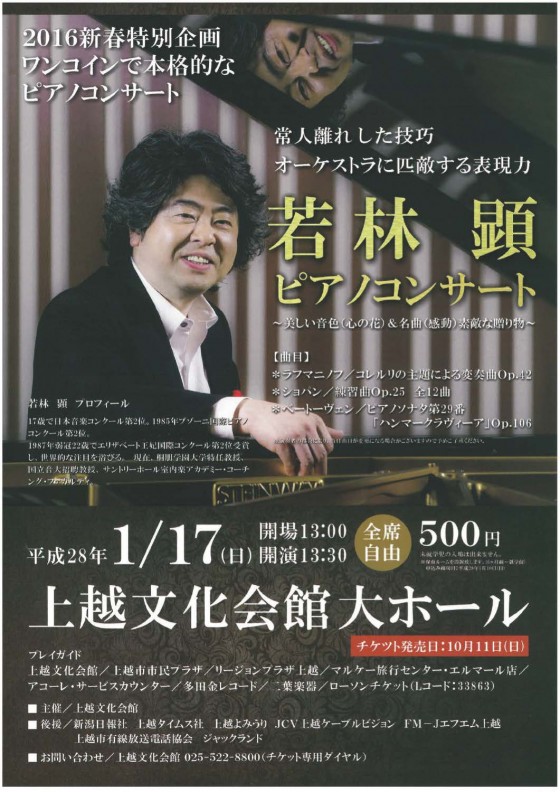 2016新春特別企画
ワンコインで本格的な
ピアノコンサート
常人離れした技巧
オーケストラに匹敵する表現力
若林 顕
ピアノコンサート
~美しい音色(心の花)&名曲(感動)素敵な贈り物~
【曲目】
*ラフマニノフ/コレルリの主題による変奏曲Op.42
*ショパン/練習曲Op.25 全12曲
*ベートーヴェン/ピアノソナタ第29番
「ハンマークラヴィーア」Op.106
若林 顕 プロフィール
17歳で日本音楽コンクール第2位。1985年ブゾーニ国際ピアノ
コンクール第2位。
1987年弱冠22歳でエリザベート王妃国際コンクール第2位を受賞
し、世界的な注目を浴びる。 現在、桐朋学園大学特任教授、
国立音大招聘教授、サントリーホール室内楽アカデミー・コーチ
ング・ファカルティ
STEINWAY
平成28年 1/17(日) 開場13:00
開演13:30
全席
自由
500円
未就学児の入場は出来ません。
上越文化会館大ホール
チケット発売日:10月11日(日)
プレイガイド
上越文化会館/上越市市民プラザ/リージョンプラザ上越/マルケー旅行センター・エルマール店/
アコーレ・サービスカウンター/多田金レコード/二葉楽器/ローソンチケット(Lコード:33863)
■主催/上越文化会館
■後援/新潟日報社 上越タイムス社 上越よみうり JCV上越ケーブルビジョン FM-Jエフエム上越
上越市有線放送電話協会 ジャックランド
■お問い合わせ/上越文化会館 025-522-8800(チケット専用ダイヤル)